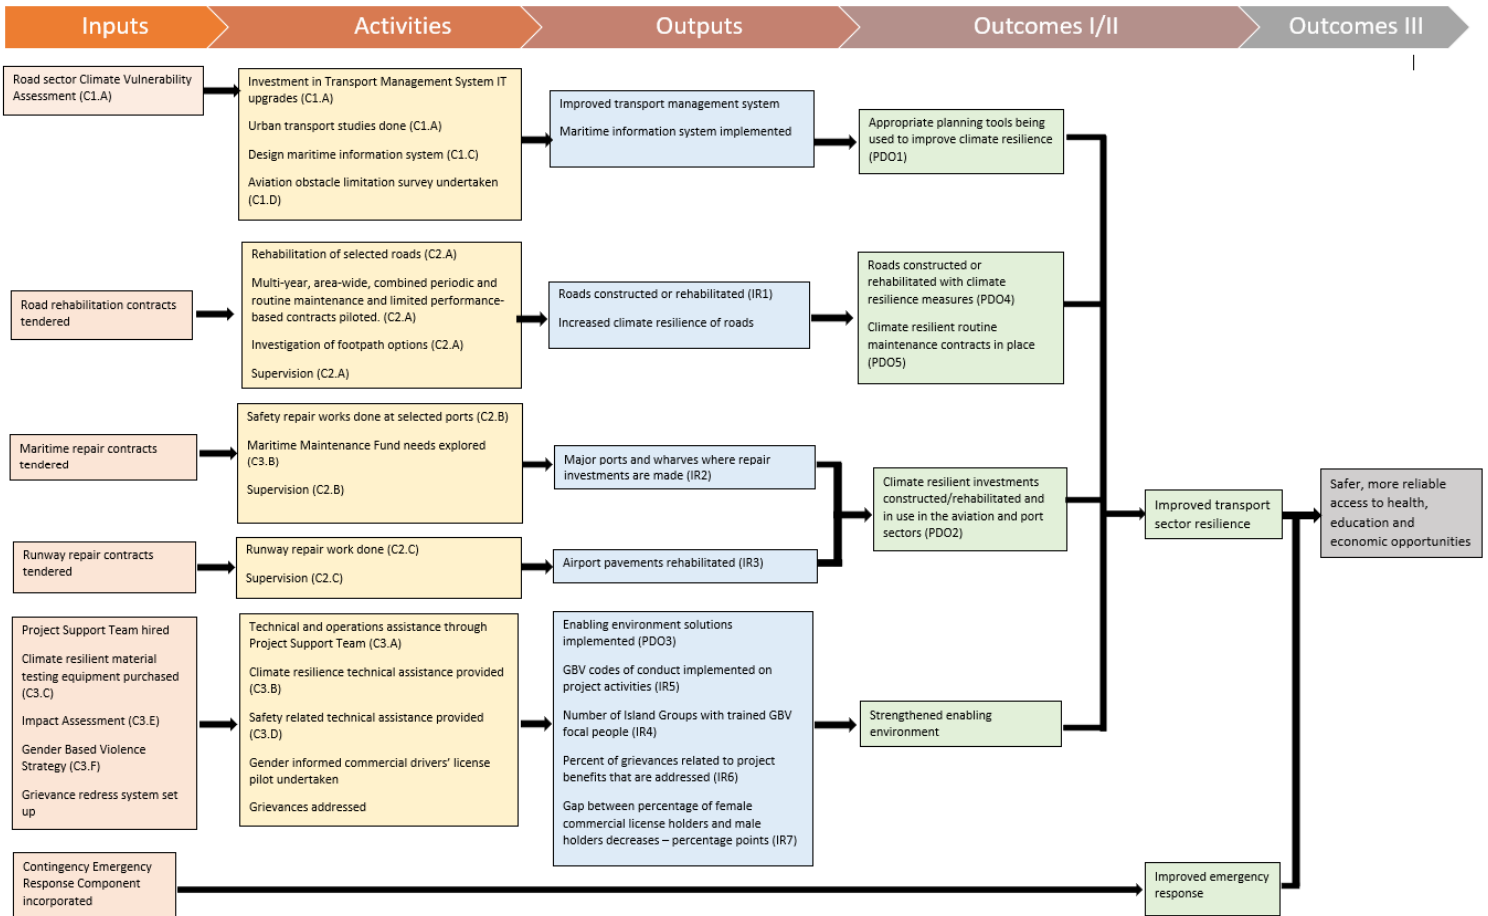 Inputs
Activities
Outputs
Outcomes I/II
Outcomes III
Road sector Climate Vulnerability
Assessment (C1.A)
Investment in Transport Management System IT
upgrades (C1.A)
Urban transport studies done (C1.A)
Design maritime information system (C1.C)
Aviation obstacle limitation survey undertaken
(C1.D)
Improved transport management system
Maritime information system implemented
Appropriate planning tools being
used to improve climate resilience
(PDO1)
Road rehabilitation contracts
tendered
Rehabilitation of selected roads (C2.A)
Multi-year, area-wide, combined periodic and
routine maintenance and limited performance-
based contracts piloted. (C2.A)
Investigation of footpath options (C2.A)
Supervision (C2.A)
Roads constructed or rehabilitated (IR1)
Increased climate resilience of roads
Roads constructed or
rehabilitated with climate
resilience measures (PDO4)
Climate resilient routine
maintenance contracts in place
(PDO5)
Maritime repair contracts
tendered
Safety repair works done at selected ports (C2.B)
Maritime Maintenance Fund needs explored
(C3.B)
Supervision (C2.B)
Major ports and wharves where repair
investments are made (IR2)
Climate resilient investments
constructed/rehabilitated and
in use in the aviation and port
sectors (PDO2)
Improved transport
sector resilience
Safer, more reliable
access to health,
education and
economic opportunities
Runway repair contracts
tendered
Runway repair work done (C2.C)
Supervision (C2.C)
Airport pavements rehabilitated (IR3)
Project Support Team hired
Climate resilient material
testing equipment purchased
(C3.C)
Impact Assessment (C3.E)
Gender Based Violence
Strategy (C3.F)
Grievance redress system set
up
Technical and operations assistance through
Project Support Team (C3.A)
Climate resilience technical assistance provided
(C3.B)
Safety related technical assistance provided
(C3.D)
Gender informed commercial drivers’ license
pilot undertaken
Grievances addressed
Enabling environment solutions
implemented (PDO3)
GBV codes of conduct implemented on
project activities (IR5)
Number of Island Groups with trained GBV
focal people (IR4)
Percent of grievances related to project
benefits that are addressed (IR6)
Gap between percentage of female
commercial license holders and male
holders decreases – percentage points (IR7)
Strengthened enabling
environment
Contingency Emergency
Response Component
incorporated
Improved emergency
response